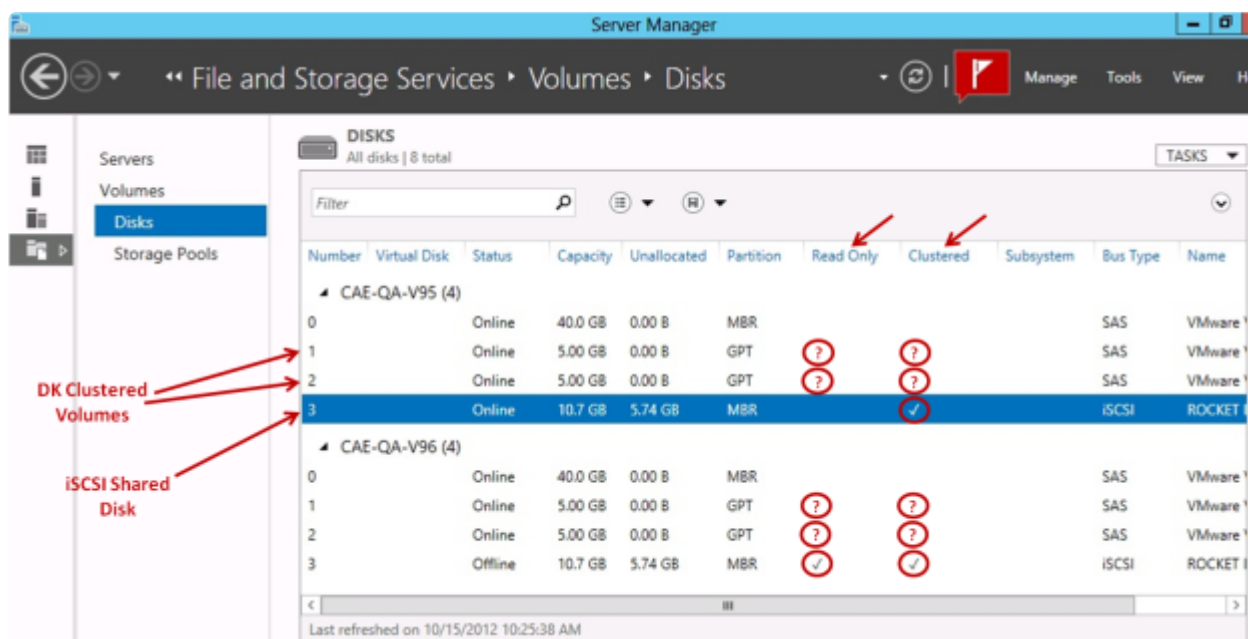 Server Manager
File and Storage Services Volumes Disks
Manage Tools View H
DISKS
All disks | 8 total
TASKS
Servers
Volumes
Disks
Storage Pools
Filter
Number Virtual Disk Status Capacity Unallocated Partition Read Only Clustered Subsystem Bus Type Name
CAE-QA-V95 (4)
0 Online 40.0 GB 0.00 B MBR SAS VMware V
1 Online 5.00 GB 0.00 B GPT ? ? SAS VMware V
2 Online 5.00 GB 0.00 B GPT ? ? SAS VMware V
3 Online 10.7 GB 5.74 GB MBR ✓ iSCSI ROCKET I
DK Clustered
Volumes
CAE-QA-V96 (4)
0 Online 40.0 GB 0.00 B MBR SAS VMware V
1 Online 5.00 GB 0.00 B GPT ? ? SAS VMware V
2 Online 5.00 GB 0.00 B GPT ? ? SAS VMware V
3 Offline 10.7 GB 5.74 GB MBR ✓ ✓ iSCSI ROCKET I
iSCSI Shared
Disk
Last refreshed on 10/15/2012 10:25:38 AM